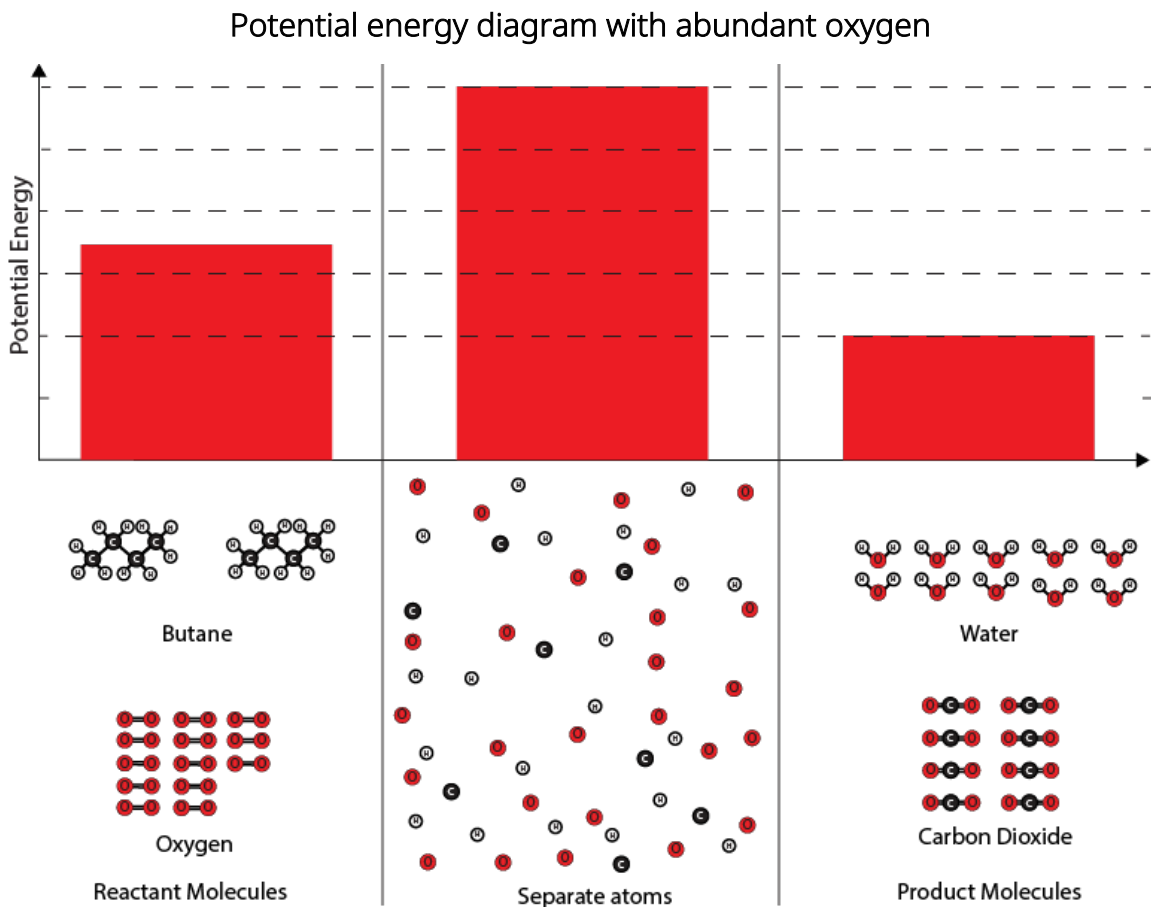 Potential energy diagram with abundant oxygen
Potential Energy
Butane
Oxygen
Reactant Molecules
Separate atoms
Water
Carbon Dioxide
Product Molecules